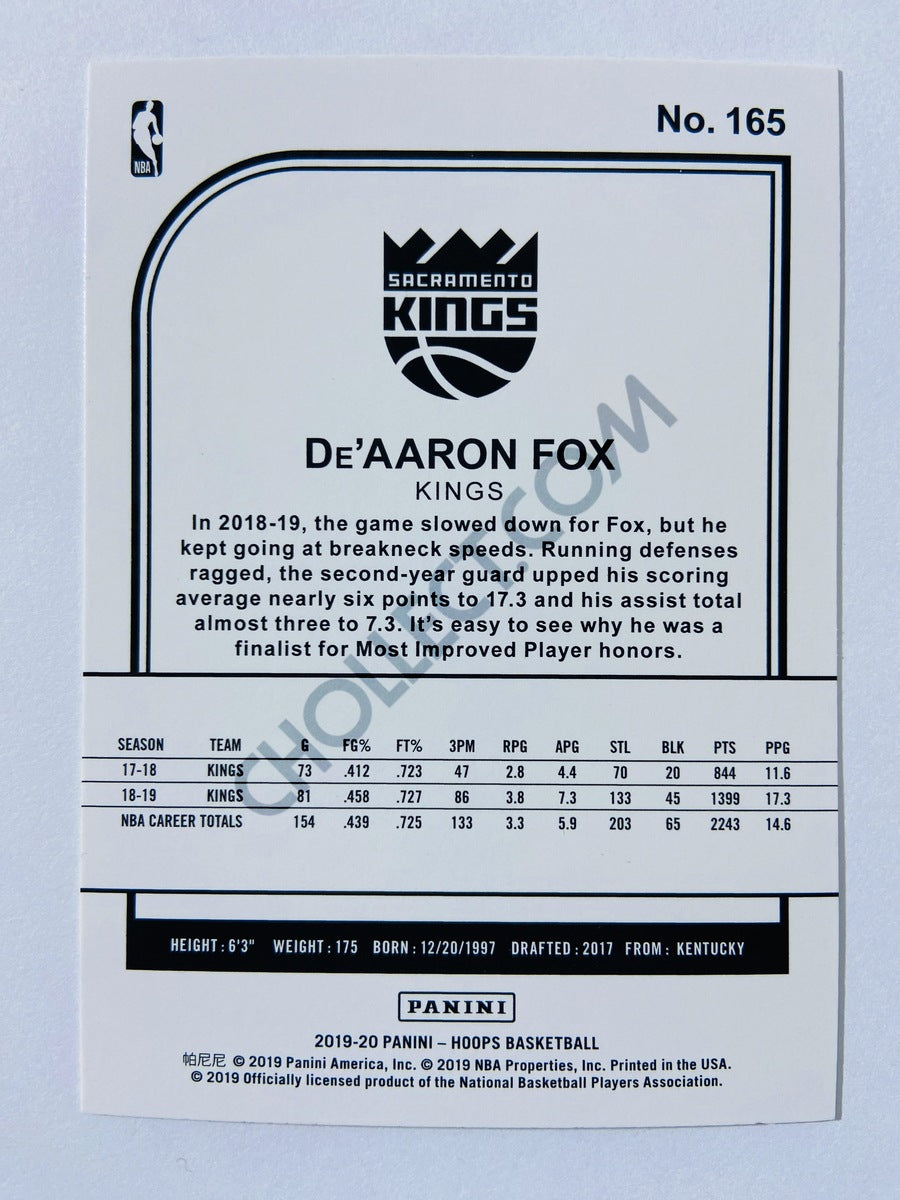 NBA
No. 165
SACRAMENTO
KINGS
DE'AARON FOX
KINGS
In 2018-19, the game slowed down for Fox, but he
kept going at breakneck speeds. Running defenses
ragged, the second-year guard upped his scoring
average nearly six points to 17.3 and his assist total
almost three to 7.3. It's easy to see why he was a
finalist for Most Improved Player honors.
CHOLLECT.COM
SEASON TEAM G FG% FT% 3PM RPG APG STL BLK PTS PPG
17-18 KINGS 73 .412 .723 47 2.8 4.4 70 20 844 11.6
18-19 KINGS 81 .458 .727 86 3.8 7.3 133 45 1399 17.3
NBA CAREER TOTALS 154 .439 .725 133 3.3 5.9 203 65 2243 14.6
HEIGHT: 6'3" WEIGHT: 175 BORN: 12/20/1997 DRAFTED: 2017 FROM: KENTUCKY
PANINI
2019-20 PANINI – HOOPS BASKETBALL
帕尼尼 © 2019 Panini America, Inc. © 2019 NBA Properties, Inc. Printed in the USA.
© 2019 Officially licensed product of the National Basketball Players Association.